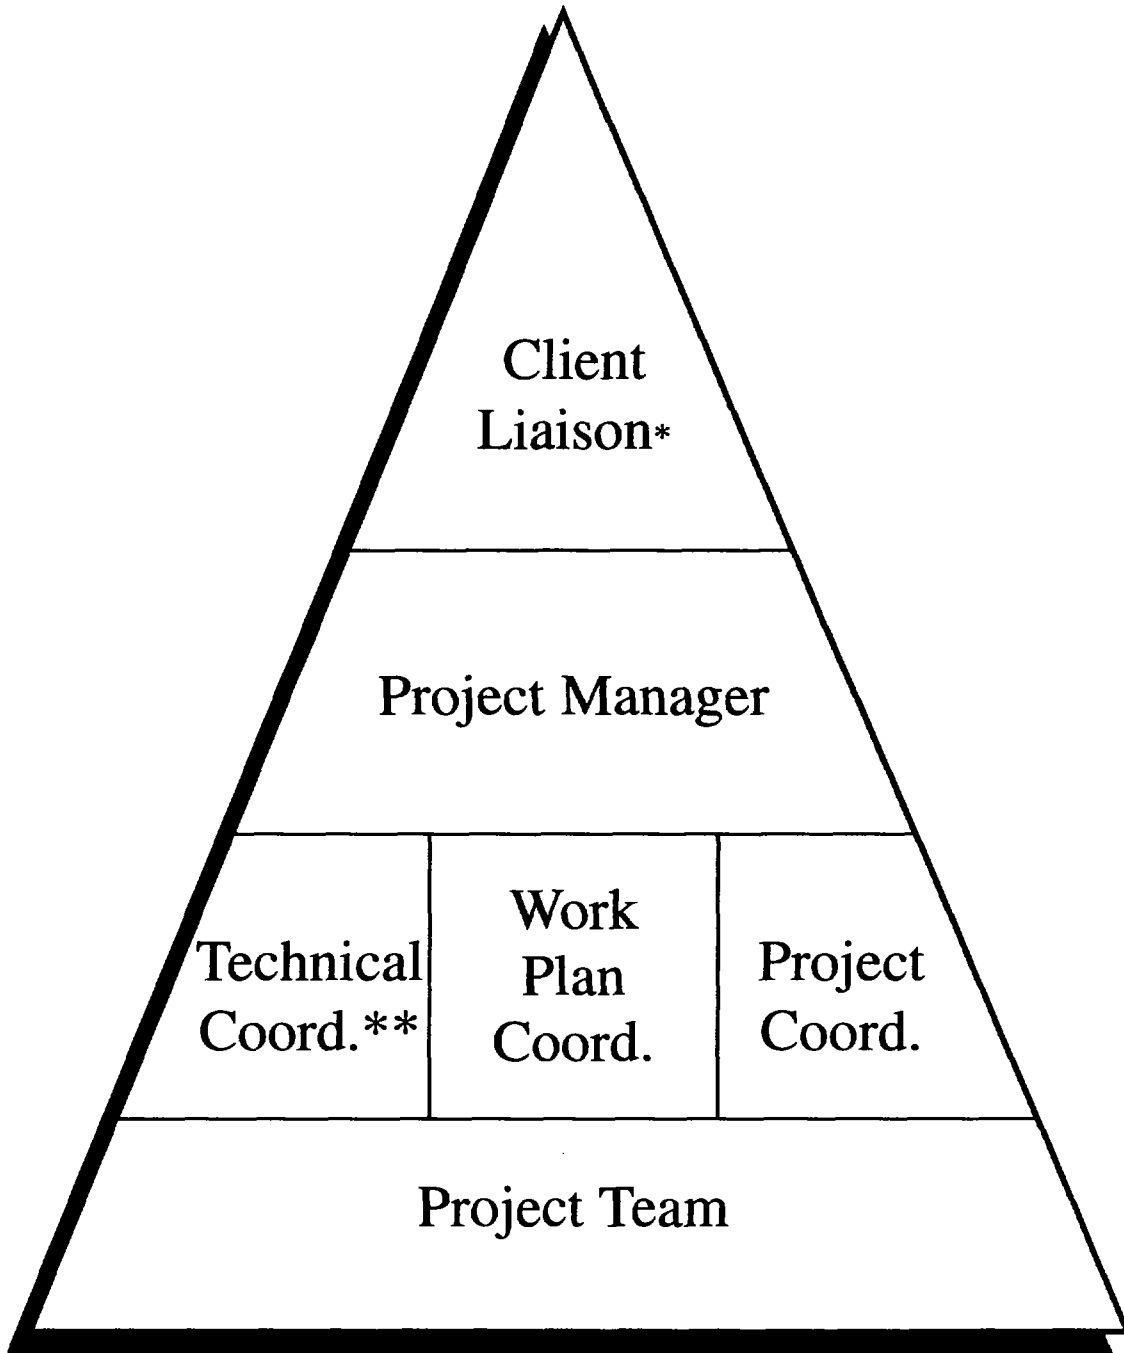 Client
Liaison*
Project Manager
Technical
Coord.**
Work
Plan
Coord.
Project
Coord.
Project Team